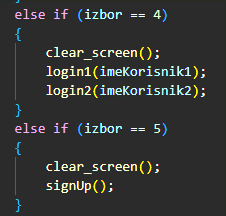 }
else if (izbor == 4)
{
clear_screen();
login1(imeKorisnik1);
login2(imeKorisnik2);
}
else if (izbor == 5)
{
clear_screen();
signUp();
}